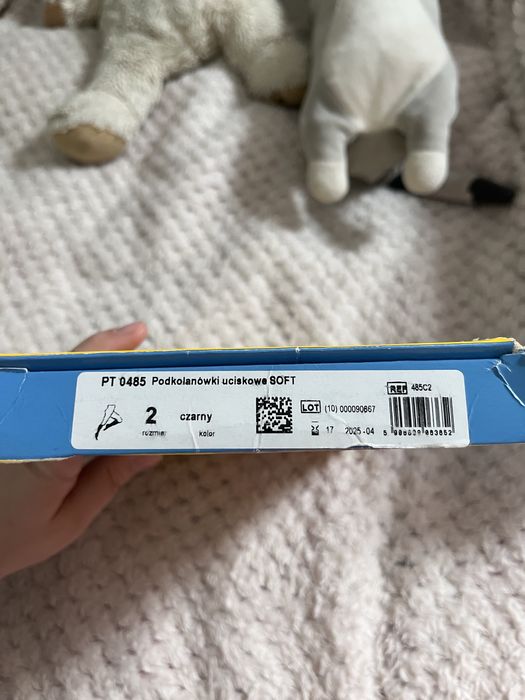 PT 0485 Podkolanówki uciskowe SOFT
REF 485C2
2 czarny
rozmiar kolor
LOT (10) 000090867
17 2025-04